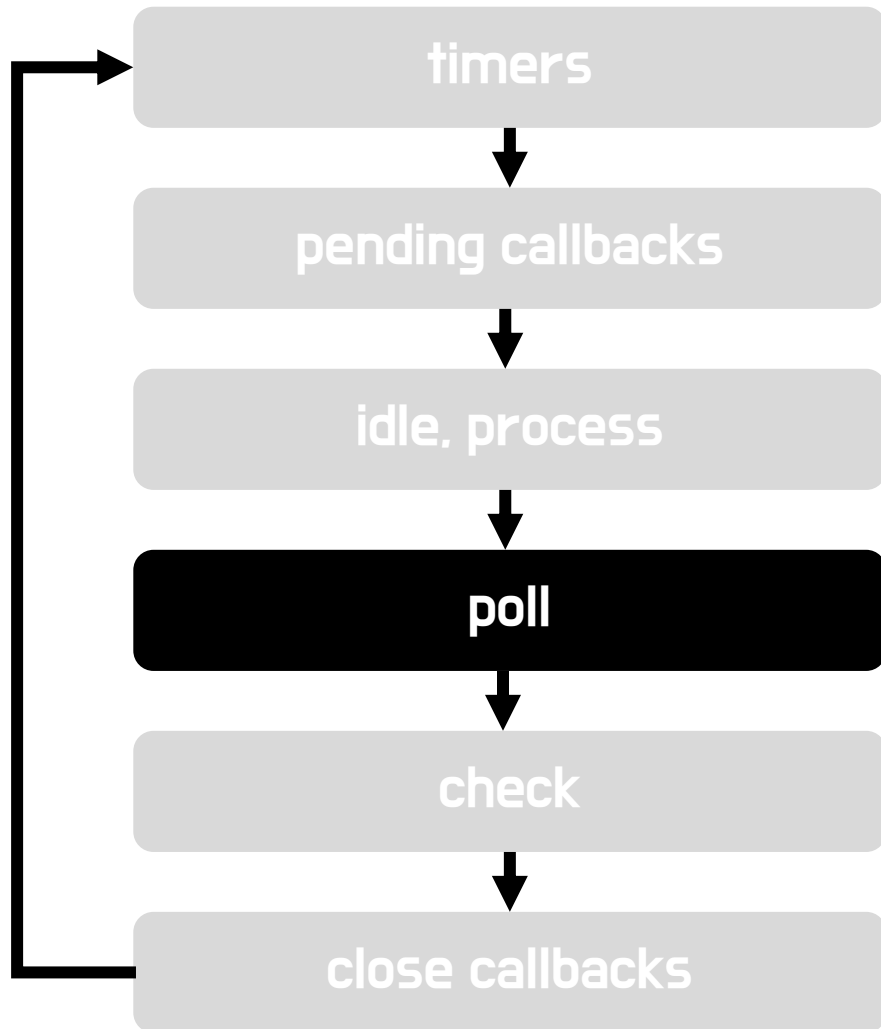 timers
pending callbacks
idle, process
poll
check
close callbacks